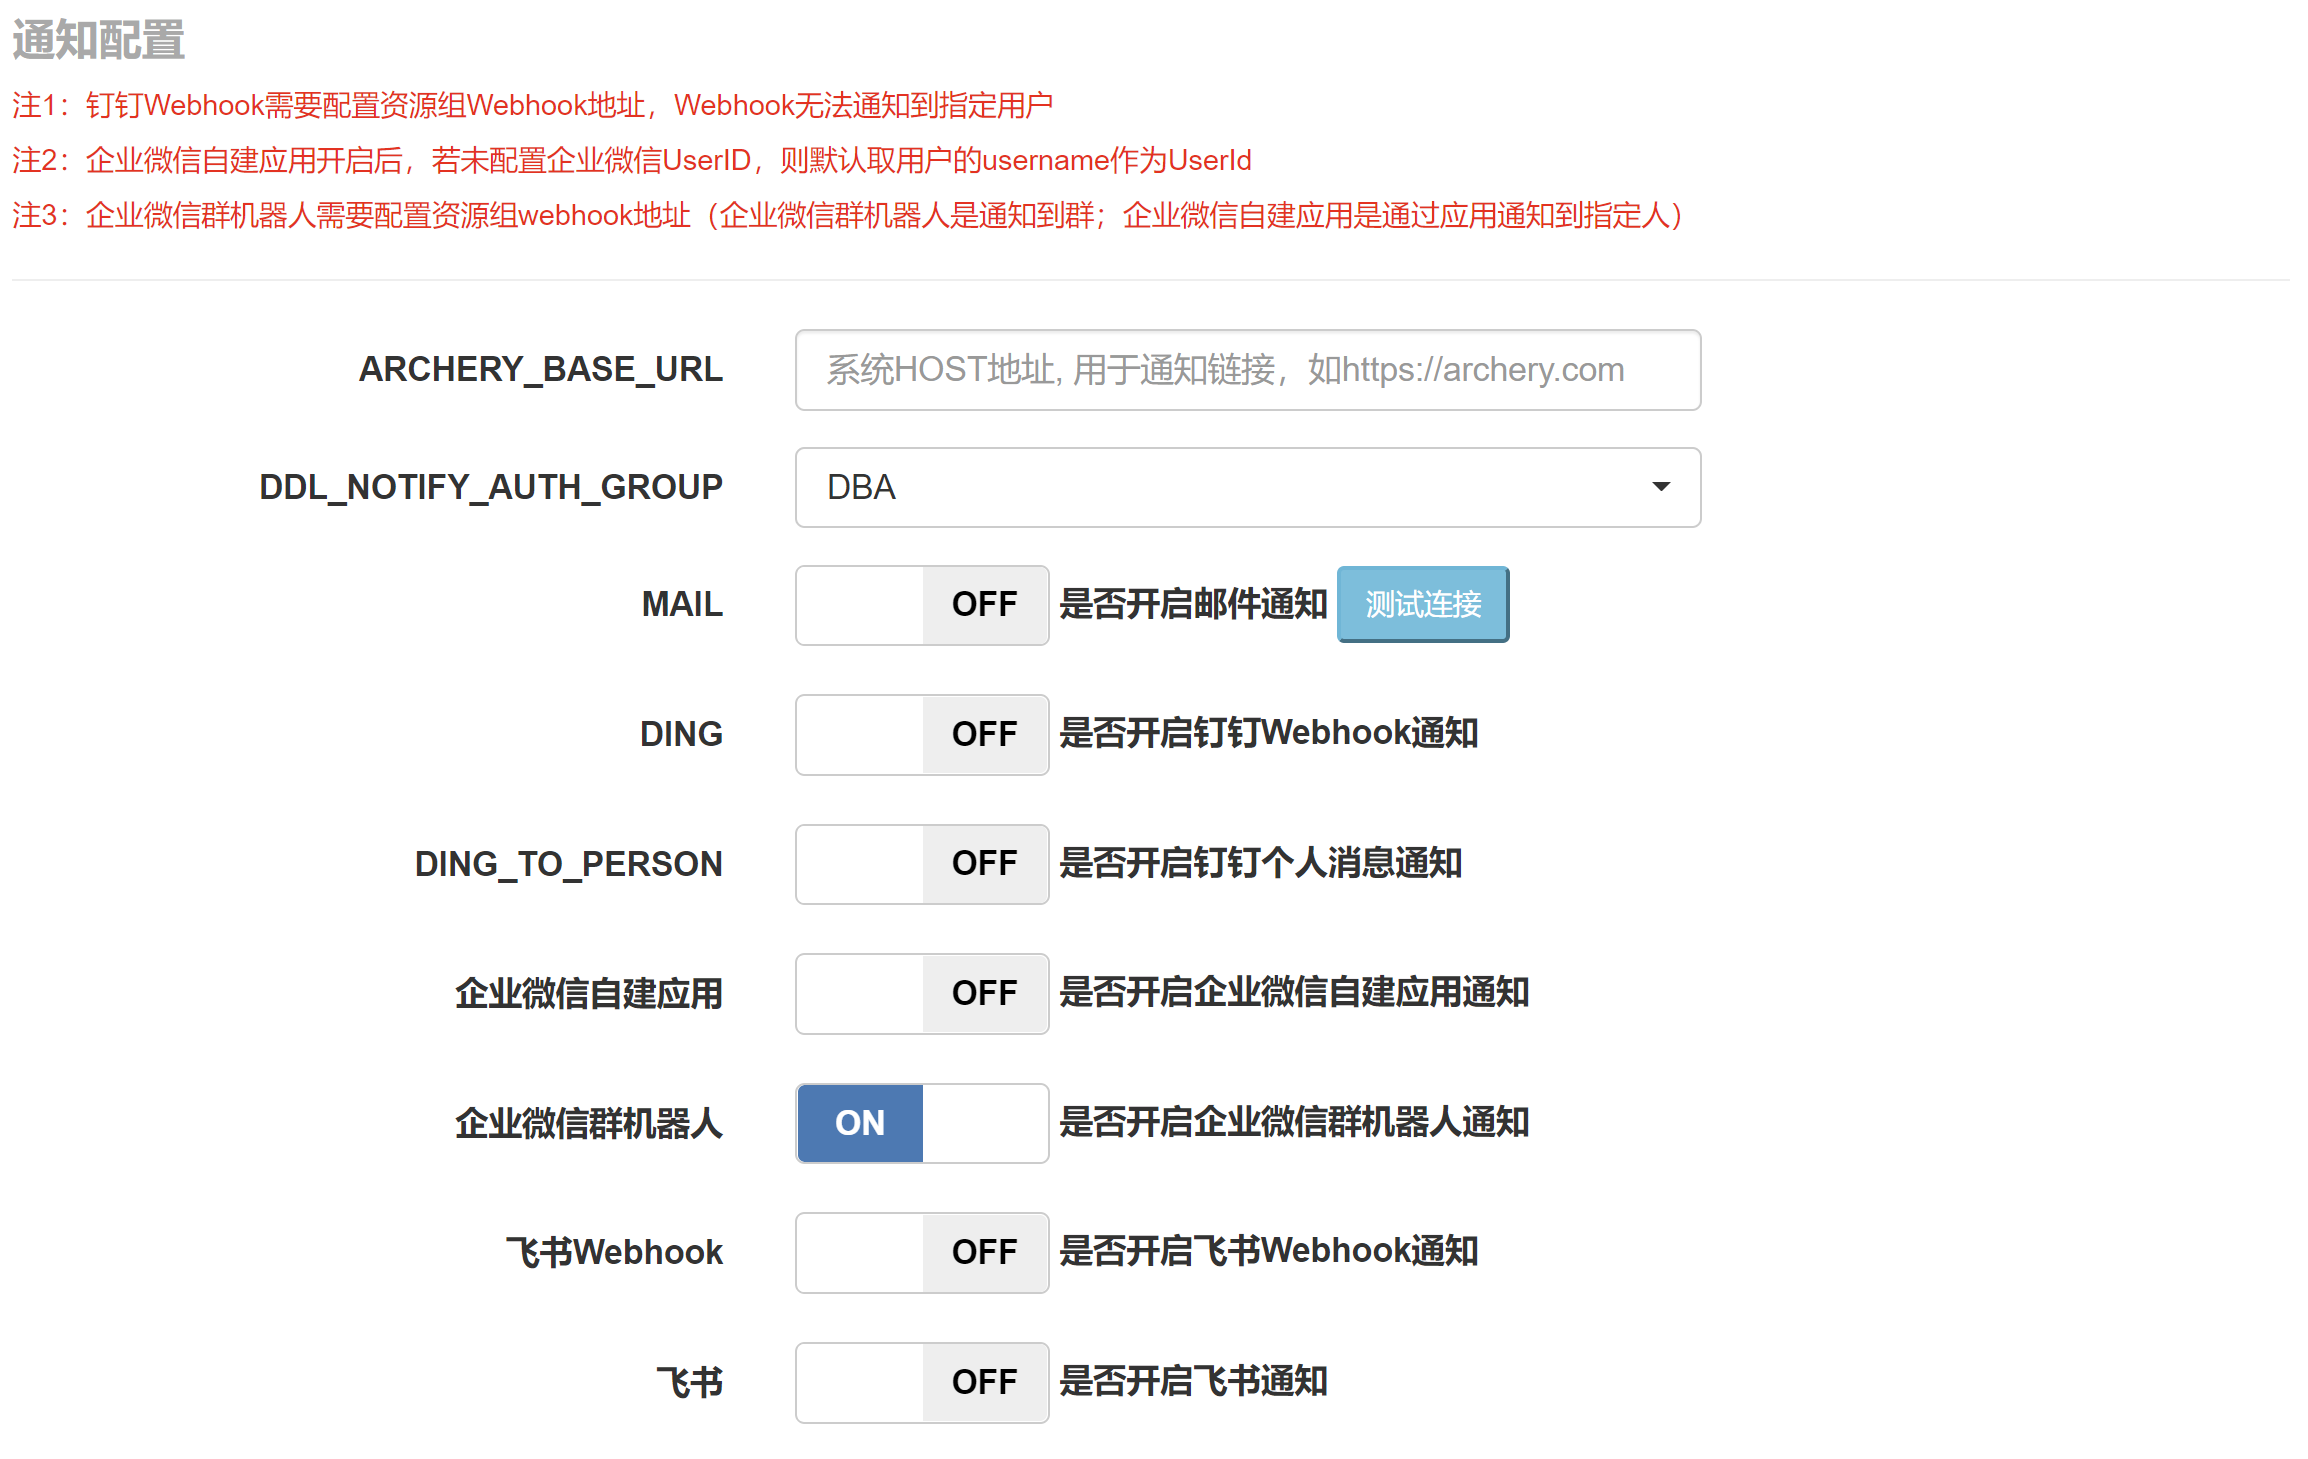 通知配置
注1：钉钉Webhook需要配置资源组Webhook地址，Webhook无法通知到指定用户
注2：企业微信自建应用开启后，若未配置企业微信UserID，则默认取用户的username作为UserId
注3：企业微信群机器人需要配置资源组webhook地址（企业微信群机器人是通知到群；企业微信自建应用是通过应用通知到指定人）
ARCHERY_BASE_URL 系统HOST地址, 用于通知链接，如https://archery.com
DDL_NOTIFY_AUTH_GROUP DBA
MAIL OFF 是否开启邮件通知 测试连接
DING OFF 是否开启钉钉Webhook通知
DING_TO_PERSON OFF 是否开启钉钉个人消息通知
企业微信自建应用 OFF 是否开启企业微信自建应用通知
企业微信群机器人 ON 是否开启企业微信群机器人通知
飞书Webhook OFF 是否开启飞书Webhook通知
飞书 OFF 是否开启飞书通知